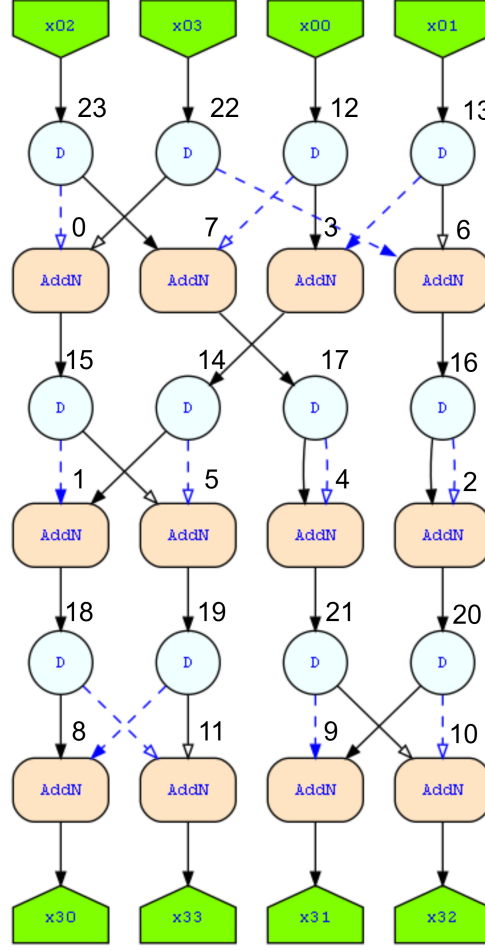 x02 x03 x00 x01
23 22 12 13
D D D D
0 7 3 6
AddN AddN AddN AddN
15 14 17 16
D D D D
1 5 4 2
AddN AddN AddN AddN
18 19 21 20
D D D D
8 11 9 10
AddN AddN AddN AddN
x30 x33 x31 x32